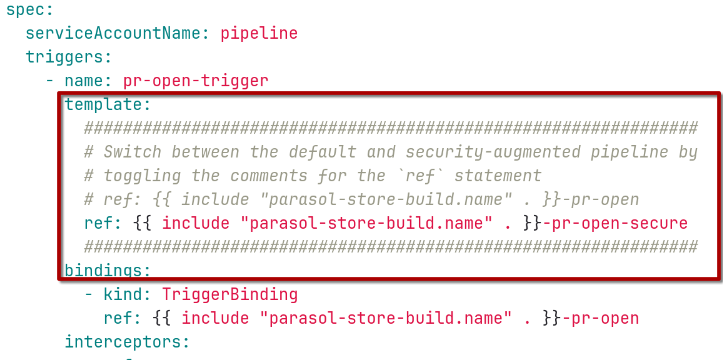 spec:
  serviceAccountName: pipeline
  triggers:
    - name: pr-open-trigger
      template:
        ###############################################################
        # Switch between the default and security-augmented pipeline by
        # toggling the comments for the `ref` statement
        # ref: {{ include "parasol-store-build.name" . }}-pr-open
        ref: {{ include "parasol-store-build.name" . }}-pr-open-secure
        ###############################################################
      bindings:
        - kind: TriggerBinding
          ref: {{ include "parasol-store-build.name" . }}-pr-open
      interceptors: